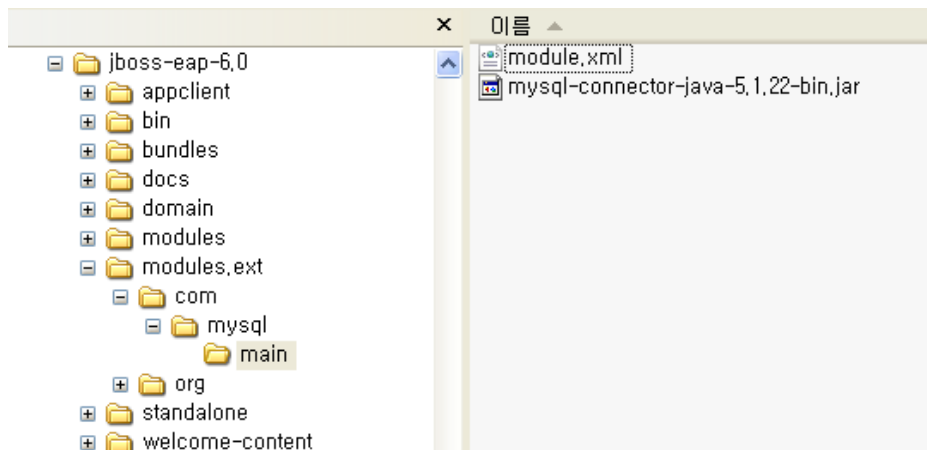 이름
jboss-eap-6.0
appclient
bin
bundles
docs
domain
modules
modules.ext
com
mysql
main
org
standalone
welcome-content
module.xml
mysql-connector-java-5.1.22-bin.jar